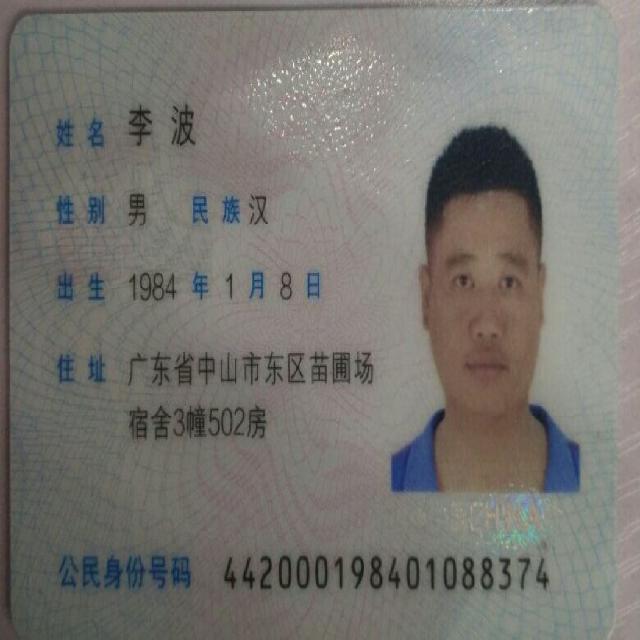 姓名 李波
性别 男 民族 汉
出生 1984 年 1 月 8 日
住址 广东省中山市东区苗圃场
宿舍3幢502房
公民身份号码 442000198401088374